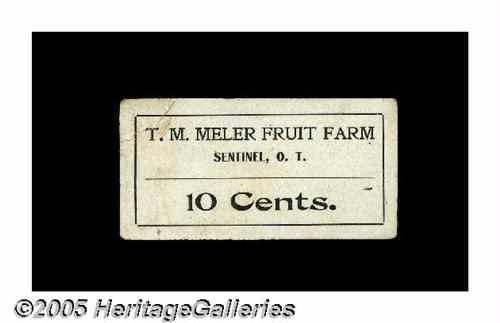 T. M. MELER FRUIT FARM
SENTINEL, O. T.
10 Cents.
©2005 HeritageGalleries